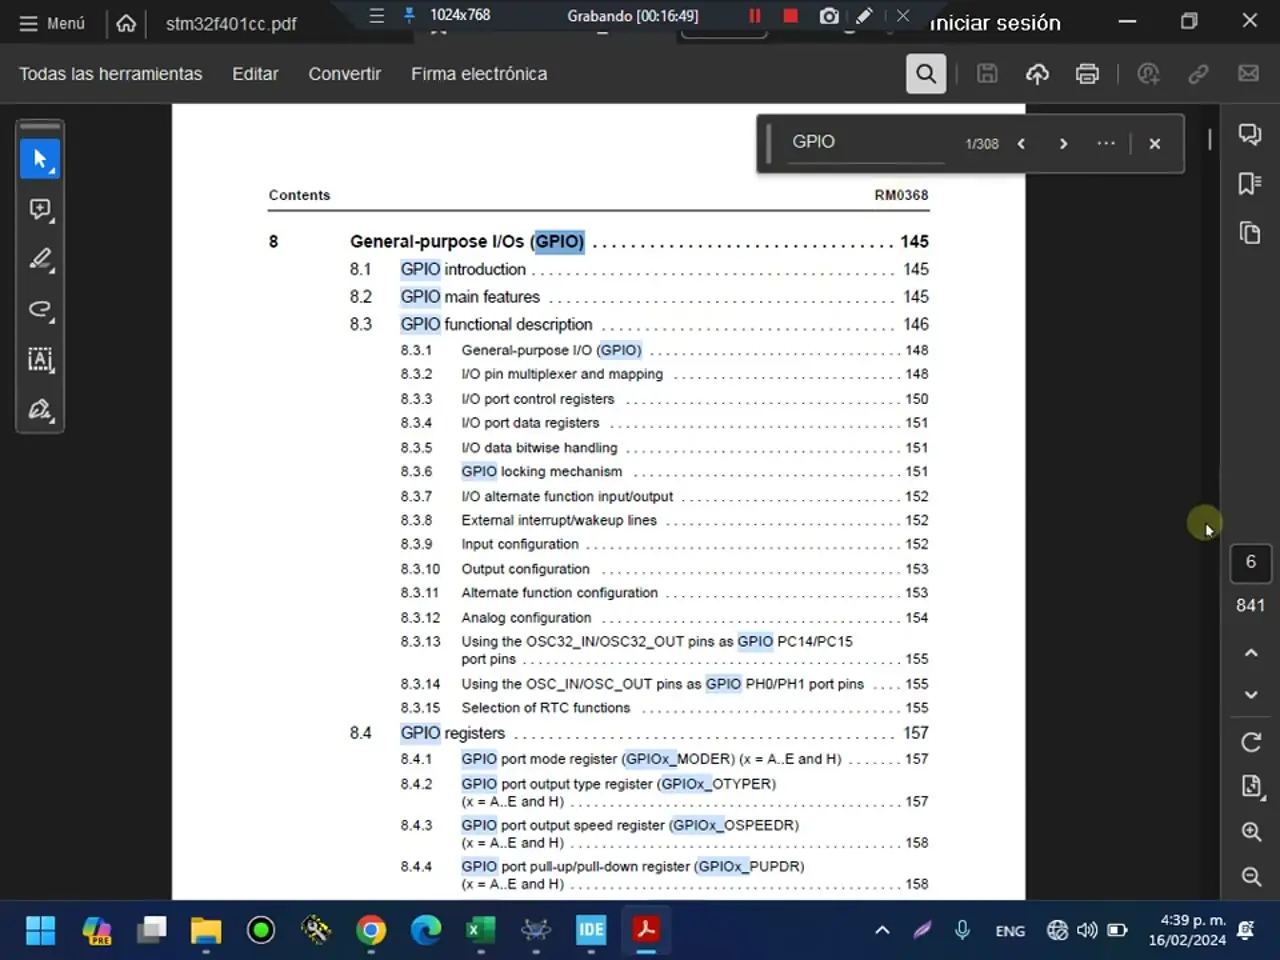 Menú
stm32f401cc.pdf
1024x768
Grabando [00:16:49]
Iniciar sesión
Todas las herramientas
Editar
Convertir
Firma electrónica
GPIO
1/308
Contents RM0368
8 General-purpose I/Os (GPIO) . . . . . . . . . . . . . . . . . . . . . . . . . . . . . . 145
8.1 GPIO introduction . . . . . . . . . . . . . . . . . . . . . . . . . . . . . . . . . . . . . 145
8.2 GPIO main features . . . . . . . . . . . . . . . . . . . . . . . . . . . . . . . . . . . . 145
8.3 GPIO functional description . . . . . . . . . . . . . . . . . . . . . . . . . . . . . . 146
8.3.1 General-purpose I/O (GPIO) . . . . . . . . . . . . . . . . . . . . . . . . . . . . . 148
8.3.2 I/O pin multiplexer and mapping . . . . . . . . . . . . . . . . . . . . . . . . . . 148
8.3.3 I/O port control registers . . . . . . . . . . . . . . . . . . . . . . . . . . . . . . . 150
8.3.4 I/O port data registers . . . . . . . . . . . . . . . . . . . . . . . . . . . . . . . . . 151
8.3.5 I/O data bitwise handling . . . . . . . . . . . . . . . . . . . . . . . . . . . . . . . 151
8.3.6 GPIO locking mechanism . . . . . . . . . . . . . . . . . . . . . . . . . . . . . . 151
8.3.7 I/O alternate function input/output . . . . . . . . . . . . . . . . . . . . . . . . . 152
8.3.8 External interrupt/wakeup lines . . . . . . . . . . . . . . . . . . . . . . . . . . . 152
8.3.9 Input configuration . . . . . . . . . . . . . . . . . . . . . . . . . . . . . . . . . . . 152
8.3.10 Output configuration . . . . . . . . . . . . . . . . . . . . . . . . . . . . . . . . . 153
8.3.11 Alternate function configuration . . . . . . . . . . . . . . . . . . . . . . . . . . . 153
8.3.12 Analog configuration . . . . . . . . . . . . . . . . . . . . . . . . . . . . . . . . . 154
8.3.13 Using the OSC32_IN/OSC32_OUT pins as GPIO PC14/PC15
port pins . . . . . . . . . . . . . . . . . . . . . . . . . . . . . . . . . . . . . . . . . . 155
8.3.14 Using the OSC_IN/OSC_OUT pins as GPIO PH0/PH1 port pins . . . . 155
8.3.15 Selection of RTC functions . . . . . . . . . . . . . . . . . . . . . . . . . . . . . 155
8.4 GPIO registers . . . . . . . . . . . . . . . . . . . . . . . . . . . . . . . . . . . . . . . 157
8.4.1 GPIO port mode register (GPIOx_MODER) (x = A..E and H) . . . . . . . 157
8.4.2 GPIO port output type register (GPIOx_OTYPER)
(x = A..E and H) . . . . . . . . . . . . . . . . . . . . . . . . . . . . . . . . . . . . . 157
8.4.3 GPIO port output speed register (GPIOx_OSPEEDR)
(x = A..E and H) . . . . . . . . . . . . . . . . . . . . . . . . . . . . . . . . . . . . . 158
8.4.4 GPIO port pull-up/pull-down register (GPIOx_PUPDR)
(x = A..E and H) . . . . . . . . . . . . . . . . . . . . . . . . . . . . . . . . . . . . . 158
6
841
PRE
IDE
ENG
4:39 p. m.
16/02/2024